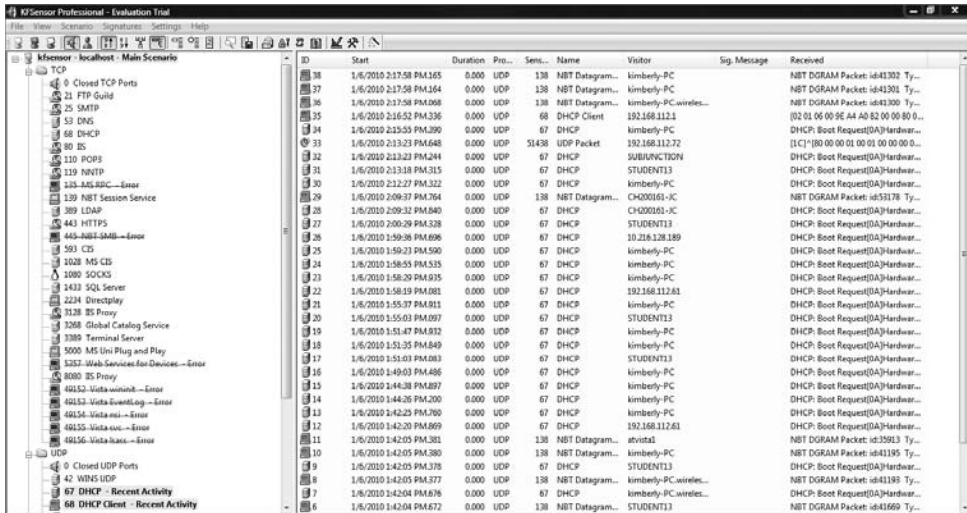 KFSensor Professional - Evaluation Trial
File View Scenario Signatures Settings Help
kfsensor - localhost - Main Scenario
TCP
0 Closed TCP Ports
21 FTP Guild
25 SMTP
53 DNS
68 DHCP
80 IIS
110 POP3
119 NNTP
135 MS RPC - Error
139 NBT Session Service
389 LDAP
443 HTTPS
445 NBT SMB - Error
593 CIS
1028 MS CIS
1080 SOCKS
1433 SQL Server
2234 Directplay
3128 IIS Proxy
3268 Global Catalog Service
3389 Terminal Server
5000 MS Uni Plug and Play
5357 Web Services for Devices - Error
8080 IIS Proxy
49152 Vista wininit - Error
49153 Vista EventLog - Error
49154 Vista nsi - Error
49155 Vista svc - Error
49156 Vista lsass - Error
UDP
0 Closed UDP Ports
42 WINS UDP
67 DHCP - Recent Activity
68 DHCP Client - Recent Activity
ID Start Duration Pro... Sens... Name Visitor Sig. Message Received
38 1/6/2010 2:17:58 PM.165 0.000 UDP 138 NBT Datagram... kimberly-PC NBT DGRAM Packet: id:41302 Ty...
37 1/6/2010 2:17:58 PM.164 0.000 UDP 138 NBT Datagram... kimberly-PC NBT DGRAM Packet: id:41301 Ty...
36 1/6/2010 2:17:58 PM.068 0.000 UDP 138 NBT Datagram... kimberly-PC.wireles... NBT DGRAM Packet: id:41300 Ty...
35 1/6/2010 2:16:52 PM.336 0.000 UDP 68 DHCP Client 192.168.112.1 [02 01 06 00 9E A4 A0 82 00 00 80 0...
34 1/6/2010 2:15:55 PM.390 0.000 UDP 67 DHCP kimberly-PC DHCP: Boot Request[0A]Hardwar...
33 1/6/2010 2:13:23 PM.648 0.000 UDP 51438 UDP Packet 192.168.112.72 [1C]^[80 00 00 01 00 01 00 00 00 0...
32 1/6/2010 2:13:23 PM.244 0.000 UDP 67 DHCP SUBJUNCTION DHCP: Boot Request[0A]Hardwar...
31 1/6/2010 2:13:18 PM.315 0.000 UDP 67 DHCP STUDENT13 DHCP: Boot Request[0A]Hardwar...
30 1/6/2010 2:12:27 PM.322 0.000 UDP 67 DHCP kimberly-PC DHCP: Boot Request[0A]Hardwar...
29 1/6/2010 2:09:37 PM.764 0.000 UDP 138 NBT Datagram... CH200161-JC NBT DGRAM Packet: id:53178 Ty...
28 1/6/2010 2:09:32 PM.840 0.000 UDP 67 DHCP CH200161-JC DHCP: Boot Request[0A]Hardwar...
27 1/6/2010 2:00:29 PM.328 0.000 UDP 67 DHCP STUDENT13 DHCP: Boot Request[0A]Hardwar...
26 1/6/2010 1:59:36 PM.696 0.000 UDP 67 DHCP 10.216.128.189 DHCP: Boot Request[0A]Hardwar...
25 1/6/2010 1:59:23 PM.590 0.000 UDP 67 DHCP kimberly-PC DHCP: Boot Request[0A]Hardwar...
24 1/6/2010 1:58:55 PM.535 0.000 UDP 67 DHCP kimberly-PC DHCP: Boot Request[0A]Hardwar...
23 1/6/2010 1:58:29 PM.935 0.000 UDP 67 DHCP kimberly-PC DHCP: Boot Request[0A]Hardwar...
22 1/6/2010 1:58:19 PM.081 0.000 UDP 67 DHCP 192.168.112.61 DHCP: Boot Request[0A]Hardwar...
21 1/6/2010 1:55:37 PM.911 0.000 UDP 67 DHCP kimberly-PC DHCP: Boot Request[0A]Hardwar...
20 1/6/2010 1:55:03 PM.097 0.000 UDP 67 DHCP STUDENT13 DHCP: Boot Request[0A]Hardwar...
19 1/6/2010 1:51:47 PM.932 0.000 UDP 67 DHCP kimberly-PC DHCP: Boot Request[0A]Hardwar...
18 1/6/2010 1:51:35 PM.849 0.000 UDP 67 DHCP kimberly-PC DHCP: Boot Request[0A]Hardwar...
17 1/6/2010 1:51:03 PM.083 0.000 UDP 67 DHCP STUDENT13 DHCP: Boot Request[0A]Hardwar...
16 1/6/2010 1:49:03 PM.486 0.000 UDP 67 DHCP kimberly-PC DHCP: Boot Request[0A]Hardwar...
15 1/6/2010 1:44:38 PM.897 0.000 UDP 67 DHCP kimberly-PC DHCP: Boot Request[0A]Hardwar...
14 1/6/2010 1:44:26 PM.200 0.000 UDP 67 DHCP kimberly-PC DHCP: Boot Request[0A]Hardwar...
13 1/6/2010 1:42:25 PM.760 0.000 UDP 67 DHCP kimberly-PC DHCP: Boot Request[0A]Hardwar...
12 1/6/2010 1:42:20 PM.869 0.000 UDP 67 DHCP 192.168.112.61 DHCP: Boot Request[0A]Hardwar...
11 1/6/2010 1:42:05 PM.381 0.000 UDP 138 NBT Datagram... atvista1 NBT DGRAM Packet: id:35913 Ty...
10 1/6/2010 1:42:05 PM.380 0.000 UDP 138 NBT Datagram... kimberly-PC NBT DGRAM Packet: id:41195 Ty...
9 1/6/2010 1:42:05 PM.378 0.000 UDP 67 DHCP STUDENT13 DHCP: Boot Request[0A]Hardwar...
8 1/6/2010 1:42:05 PM.377 0.000 UDP 138 NBT Datagram... kimberly-PC.wireles... NBT DGRAM Packet: id:41193 Ty...
7 1/6/2010 1:42:04 PM.676 0.000 UDP 67 DHCP kimberly-PC.wireles... DHCP: Boot Request[0A]Hardwar...
6 1/6/2010 1:42:04 PM.672 0.000 UDP 138 NBT Datagram... STUDENT13 NBT DGRAM Packet: id:41669 Ty...